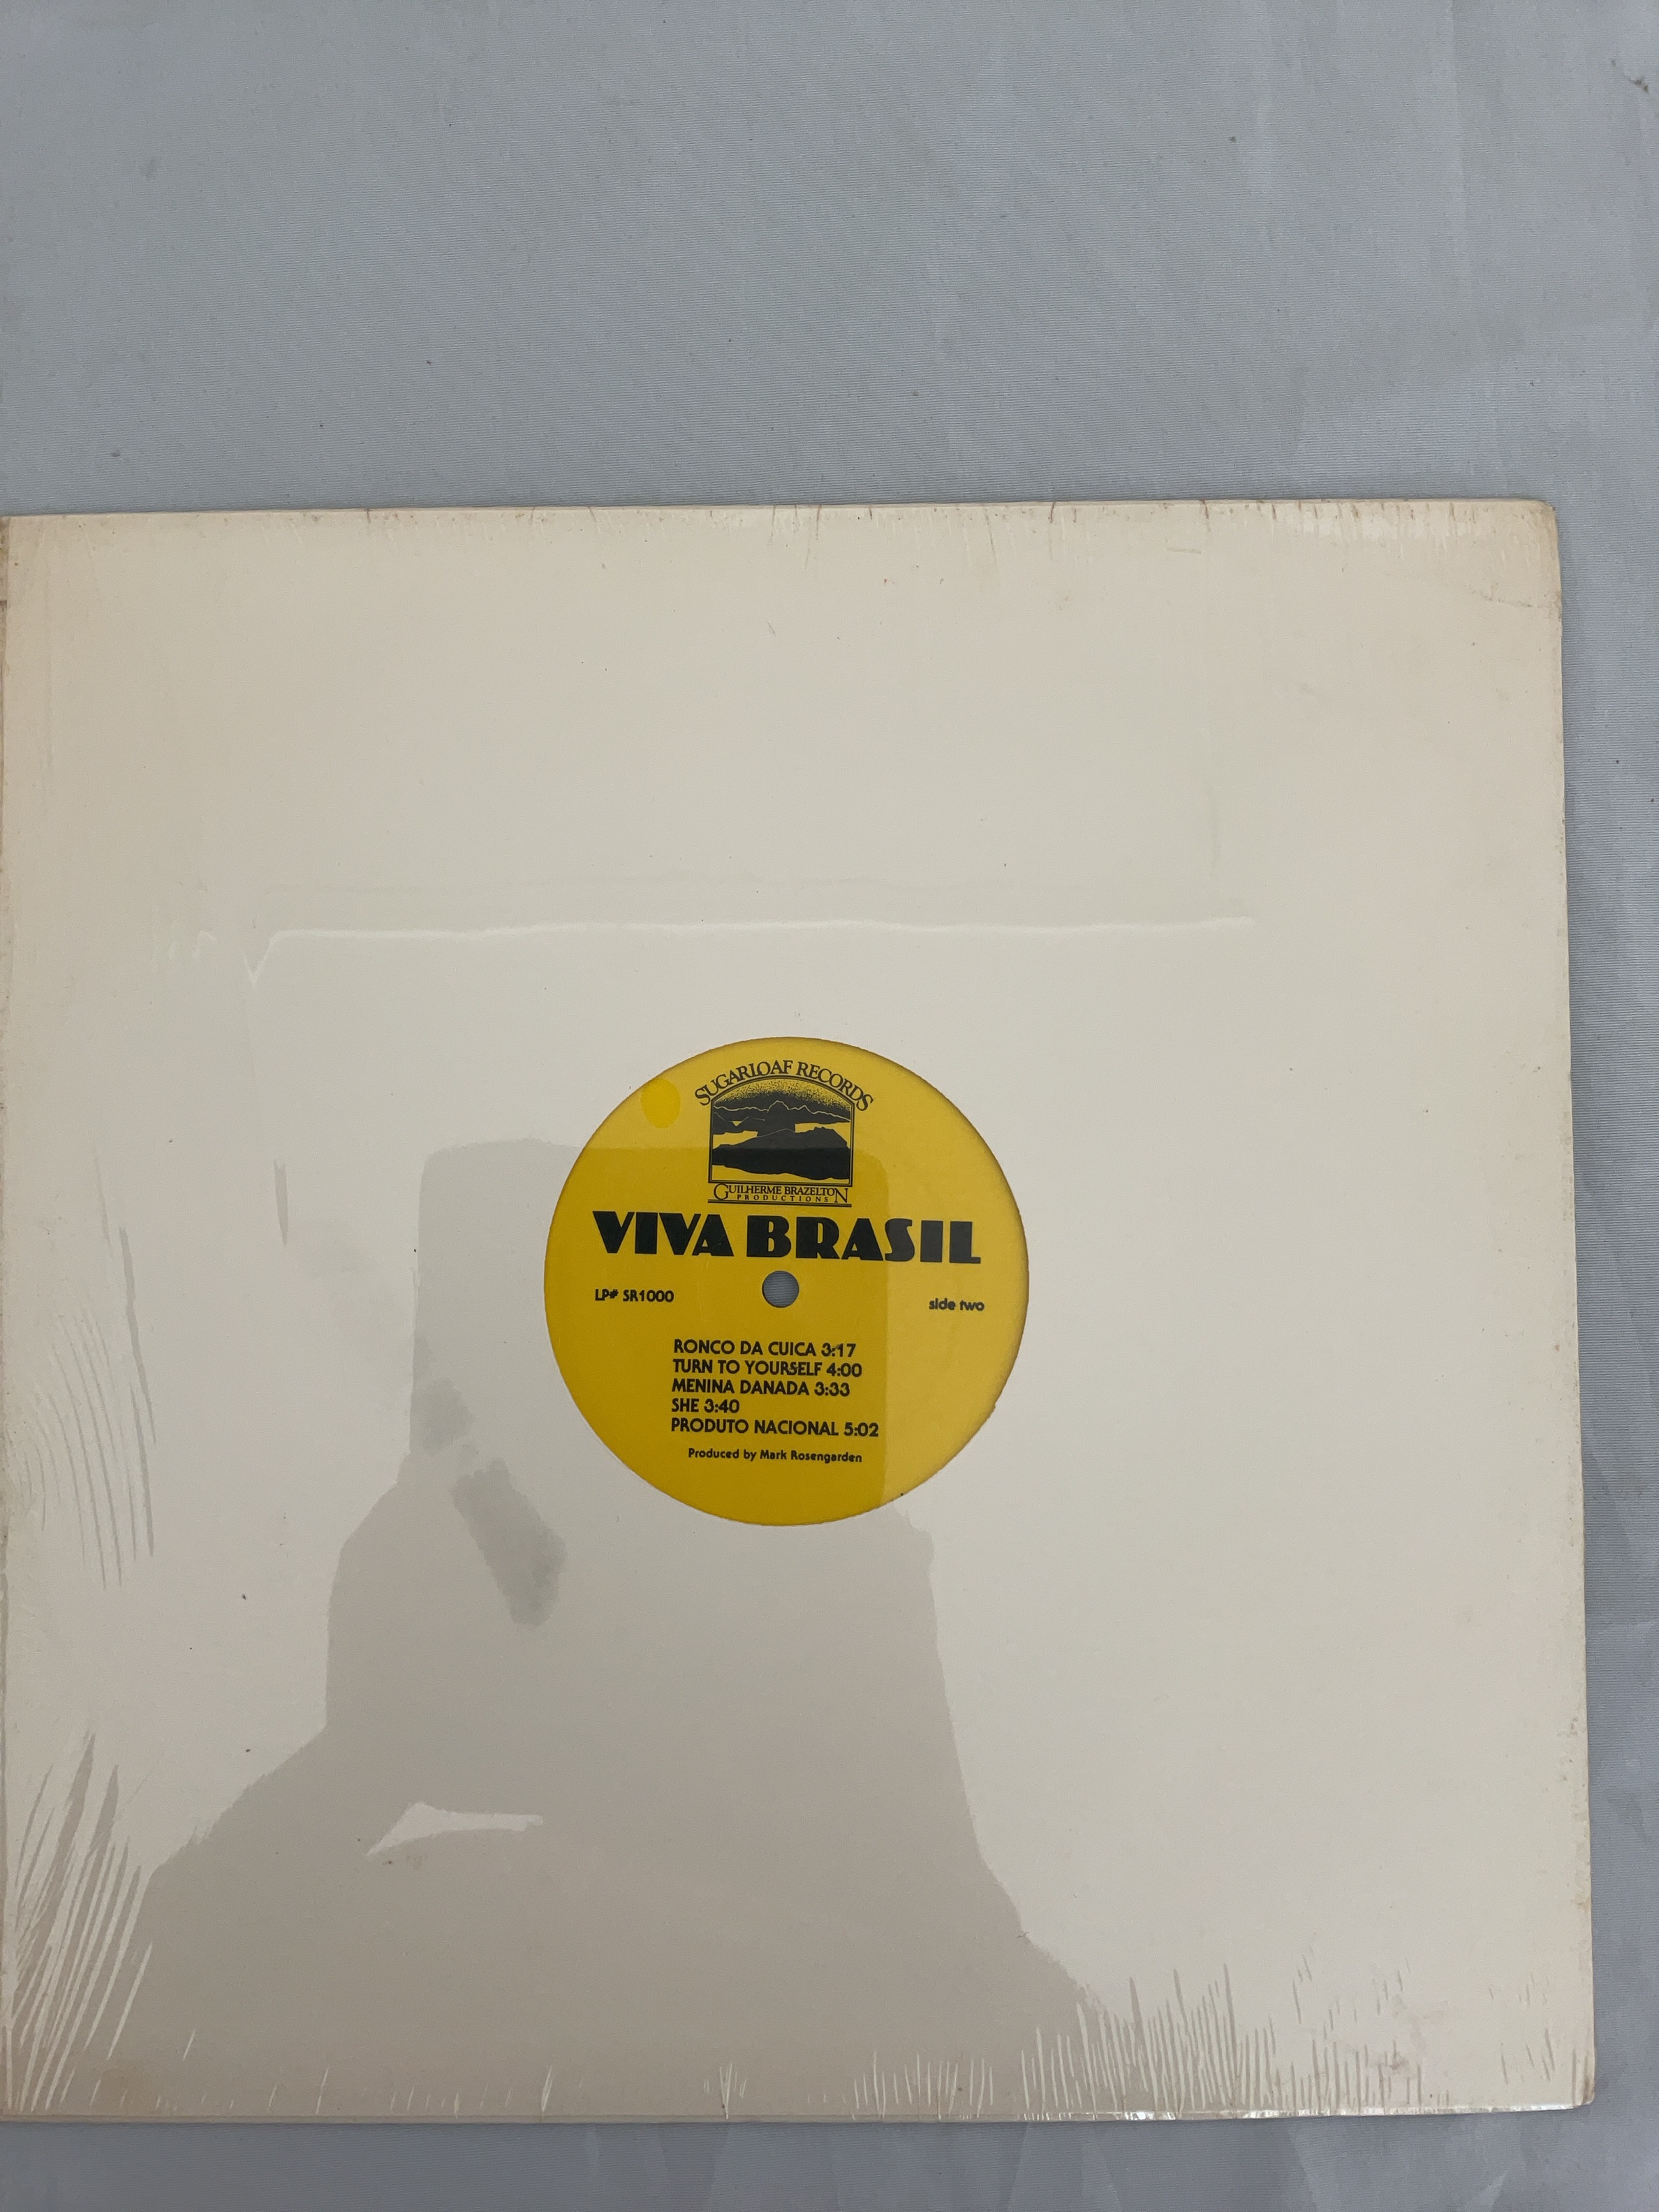 SUGARLOAF RECORDS
GUILHERME BRAZELTON
PRODUCTIONS
VIVA BRASIL
LP# SR1000
side two
RONCO DA CUICA 3:17
TURN TO YOURSELF 4:00
MENINA DANADA 3:33
SHE 3:40
PRODUTO NACIONAL 5:02
Produced by Mark Rosengarden